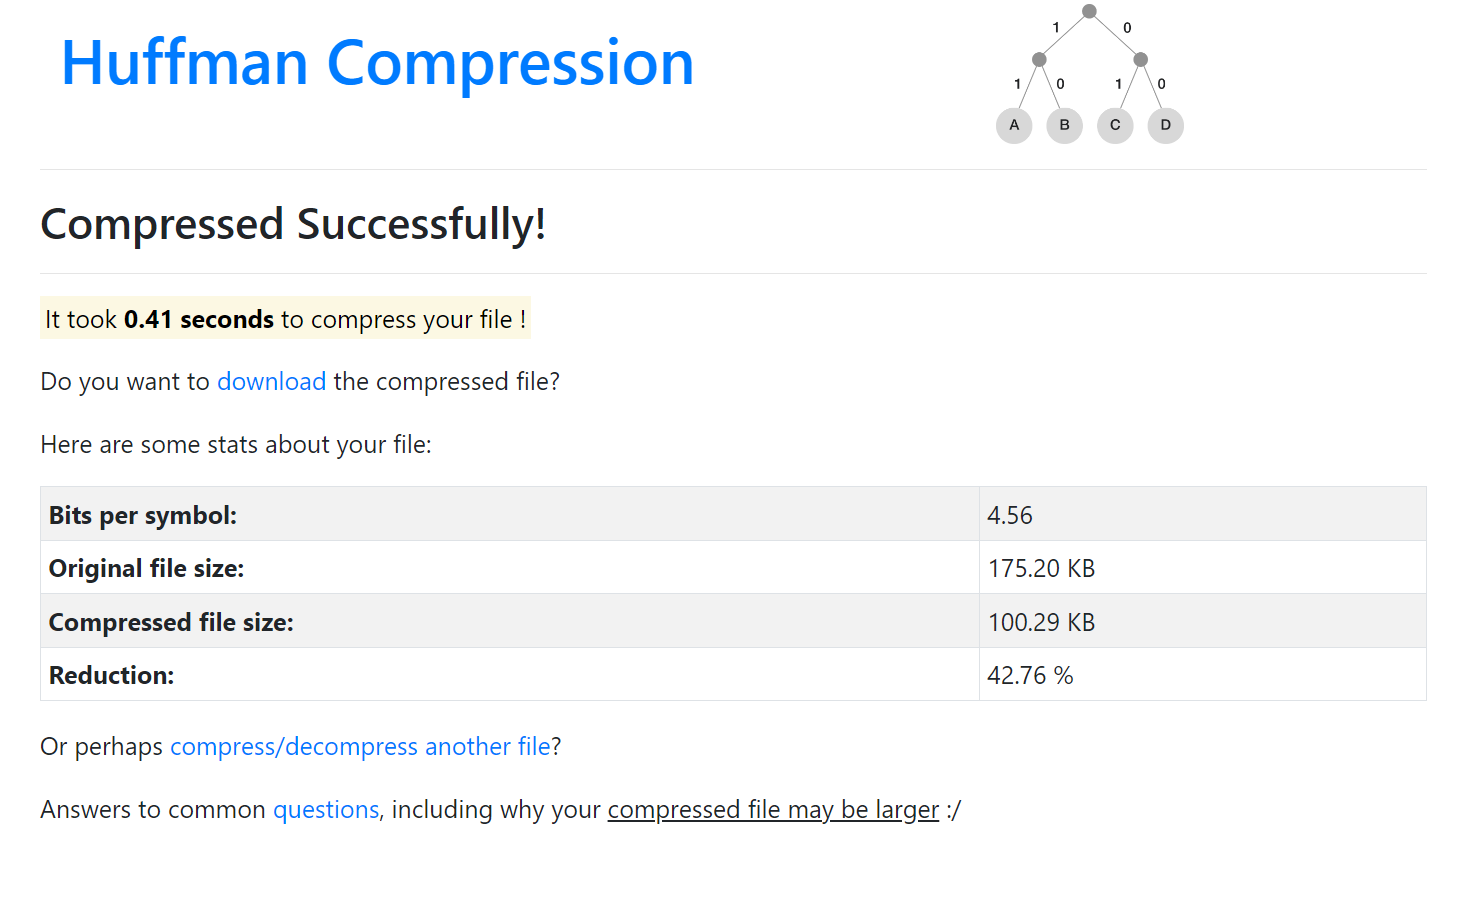 Huffman Compression
1 0
1 0 1 0
A B C D
Compressed Successfully!
It took 0.41 seconds to compress your file !
Do you want to download the compressed file?
Here are some stats about your file:
Bits per symbol: 4.56
Original file size: 175.20 KB
Compressed file size: 100.29 KB
Reduction: 42.76 %
Or perhaps compress/decompress another file?
Answers to common questions, including why your compressed file may be larger :/